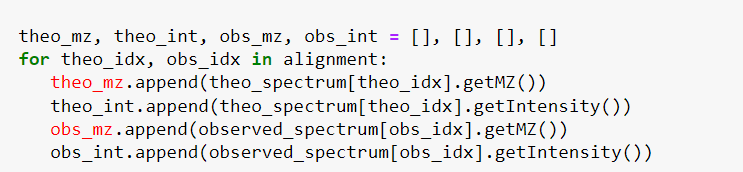 theo_mz, theo_int, obs_mz, obs_int = [], [], [], []
for theo_idx, obs_idx in alignment:
    theo_mz.append(theo_spectrum[theo_idx].getMZ())
    theo_int.append(theo_spectrum[theo_idx].getIntensity())
    obs_mz.append(observed_spectrum[obs_idx].getMZ())
    obs_int.append(observed_spectrum[obs_idx].getIntensity())